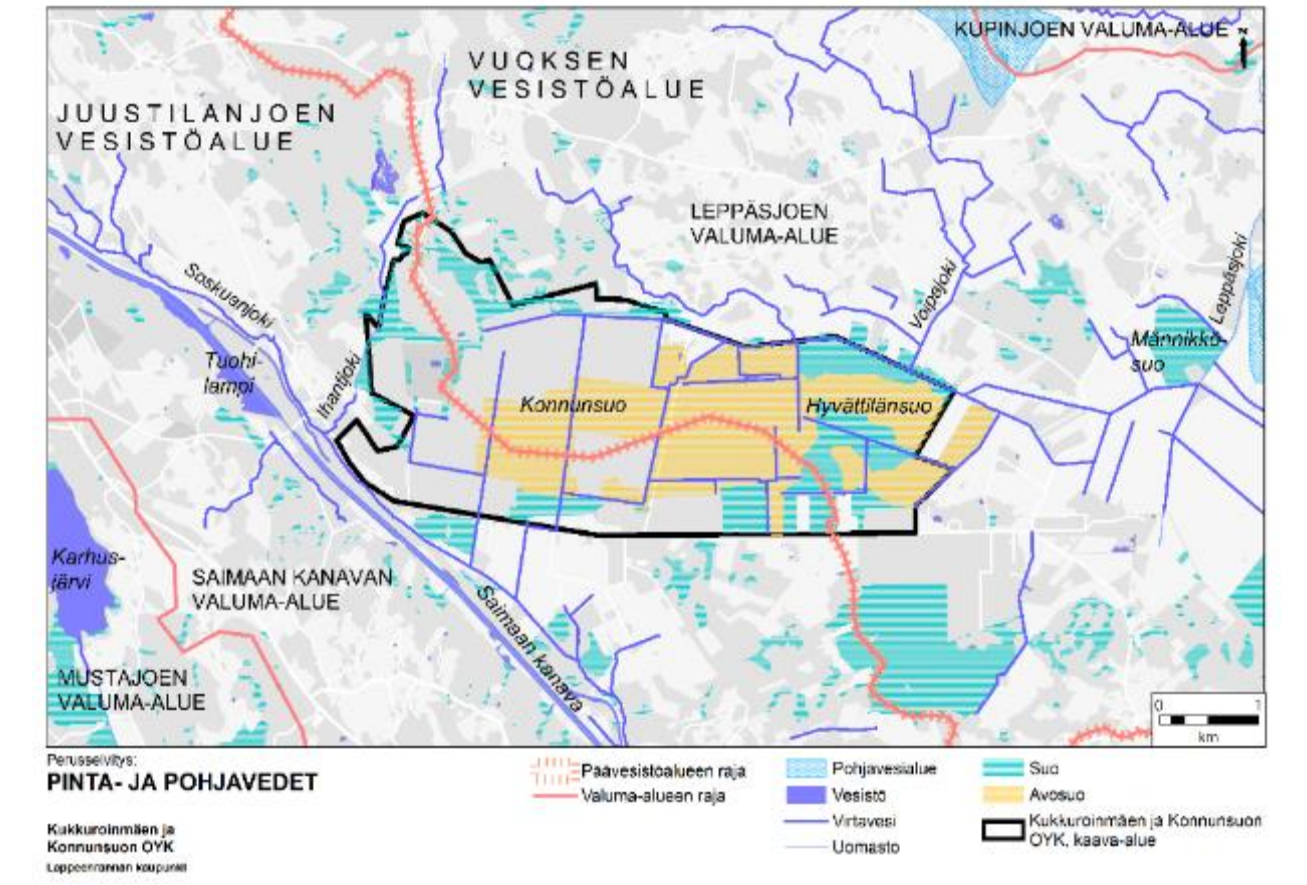 KUPINJOEN VALUMA-ALUE
N
VUOKSEN
VESISTÖALUE
JUUSTILANJOEN
VESISTÖALUE
LEPPÄSJOEN
VALUMA-ALUE
Soskuanjoki
Tuohi-
lampi
Ihantjoki
Voipajoki
Leppäsjoki
Männikkö-
suo
Konnunsuo
Hyvättilänsuo
Karhus-
järvi
SAIMAAN KANAVAN
VALUMA-ALUE
Saimaan kanava
MUSTAJOEN
VALUMA-ALUE
0 1
km
Perusselvitys:
PINTA- JA POHJAVEDET
Kukkuroinmäen ja
Konnunsuon OYK
Lappeenrannan kaupunki
Päävesistöalueen raja
Valuma-alueen raja
Pohjavesialue
Vesistö
Virtavesi
Uomasto
Suo
Avosuo
Kukkuroinmäen ja Konnunsuon
OYK, kaava-alue